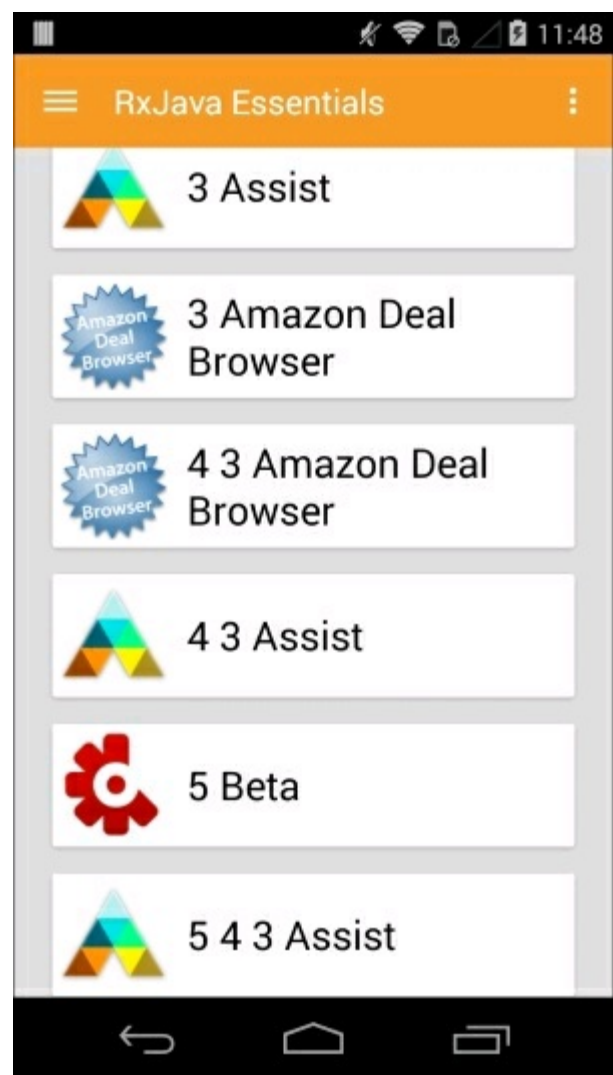 11:48
RxJava Essentials
3 Assist
Amazon
Deal
Browser
3 Amazon Deal
Browser
Amazon
Deal
Browser
4 3 Amazon Deal
Browser
4 3 Assist
5 Beta
5 4 3 Assist